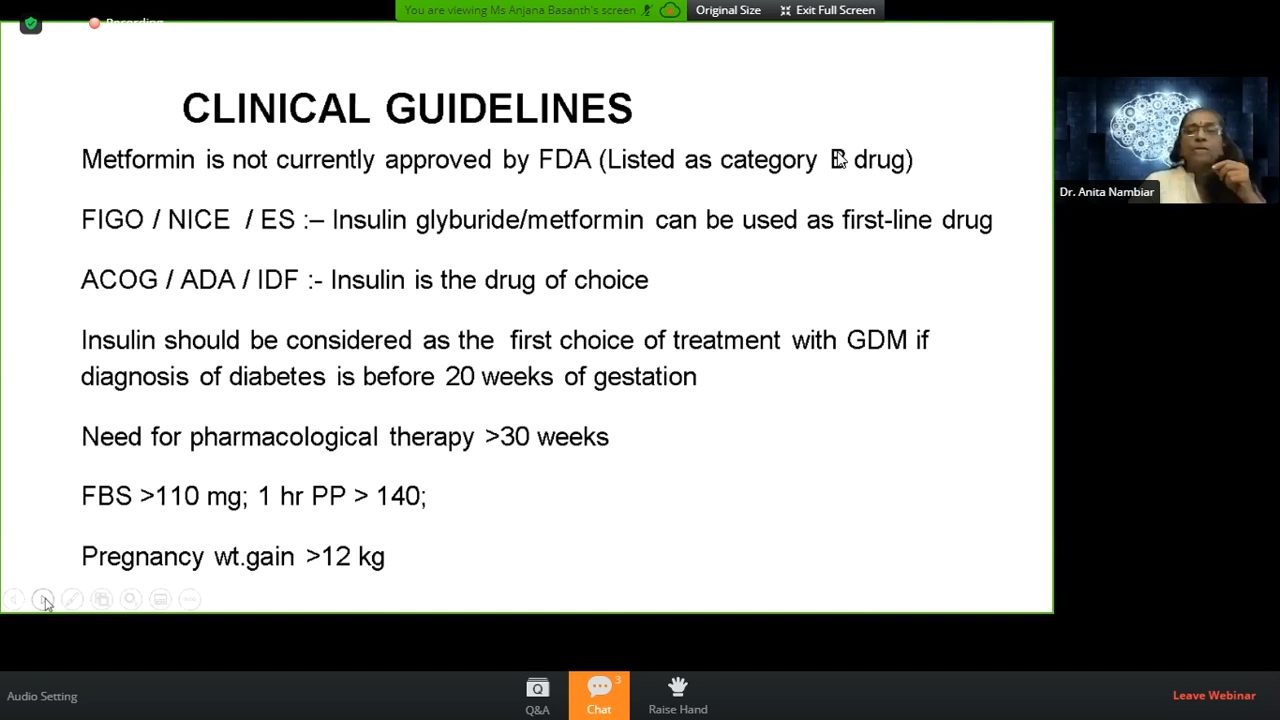 You are viewing Ms Anjana Basanth's screen
Original Size
Exit Full Screen
Recording
CLINICAL GUIDELINES
Metformin is not currently approved by FDA (Listed as category B drug)
FIGO / NICE / ES :– Insulin glyburide/metformin can be used as first-line drug
ACOG / ADA / IDF :- Insulin is the drug of choice
Insulin should be considered as the first choice of treatment with GDM if
diagnosis of diabetes is before 20 weeks of gestation
Need for pharmacological therapy >30 weeks
FBS >110 mg; 1 hr PP > 140;
Pregnancy wt.gain >12 kg
Dr. Anita Nambiar
Audio Setting
Q
Q&A
3
Chat
Raise Hand
Leave Webinar